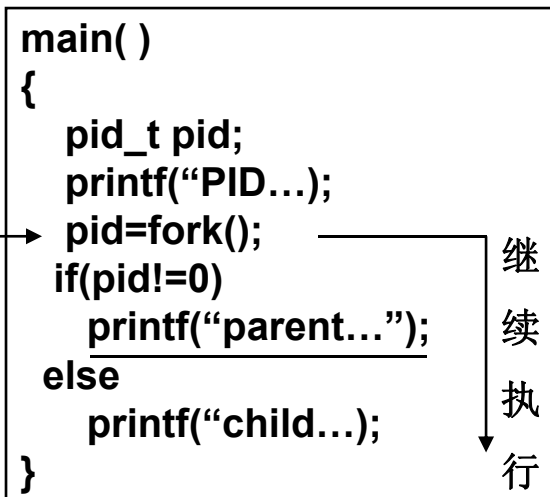 main( )
{
pid_t pid;
printf(“PID…);
pid=fork();
if(pid!=0)
printf(“parent…”);
else
printf(“child…);
}
继续执行